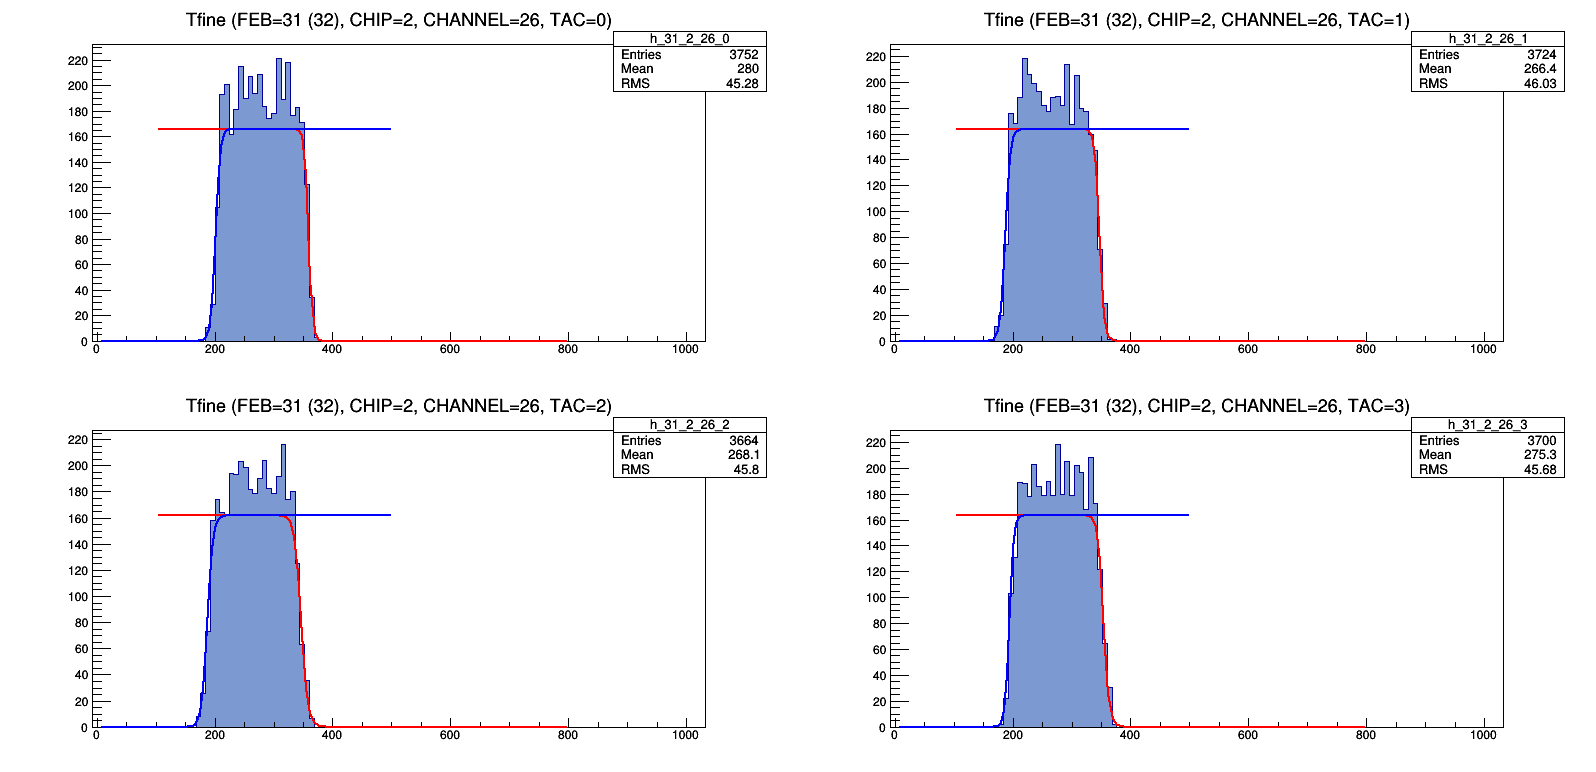 Tfine (FEB=31 (32), CHIP=2, CHANNEL=26, TAC=0)
h_31_2_26_0
Entries 3752
Mean 280
RMS 45.28
220
200
180
160
140
120
100
80
60
40
20
0
0 200 400 600 800 1000
Tfine (FEB=31 (32), CHIP=2, CHANNEL=26, TAC=1)
h_31_2_26_1
Entries 3724
Mean 266.4
RMS 46.03
220
200
180
160
140
120
100
80
60
40
20
0
0 200 400 600 800 1000
Tfine (FEB=31 (32), CHIP=2, CHANNEL=26, TAC=2)
h_31_2_26_2
Entries 3664
Mean 268.1
RMS 45.8
220
200
180
160
140
120
100
80
60
40
20
0
0 200 400 600 800 1000
Tfine (FEB=31 (32), CHIP=2, CHANNEL=26, TAC=3)
h_31_2_26_3
Entries 3700
Mean 275.3
RMS 45.68
220
200
180
160
140
120
100
80
60
40
20
0
0 200 400 600 800 1000